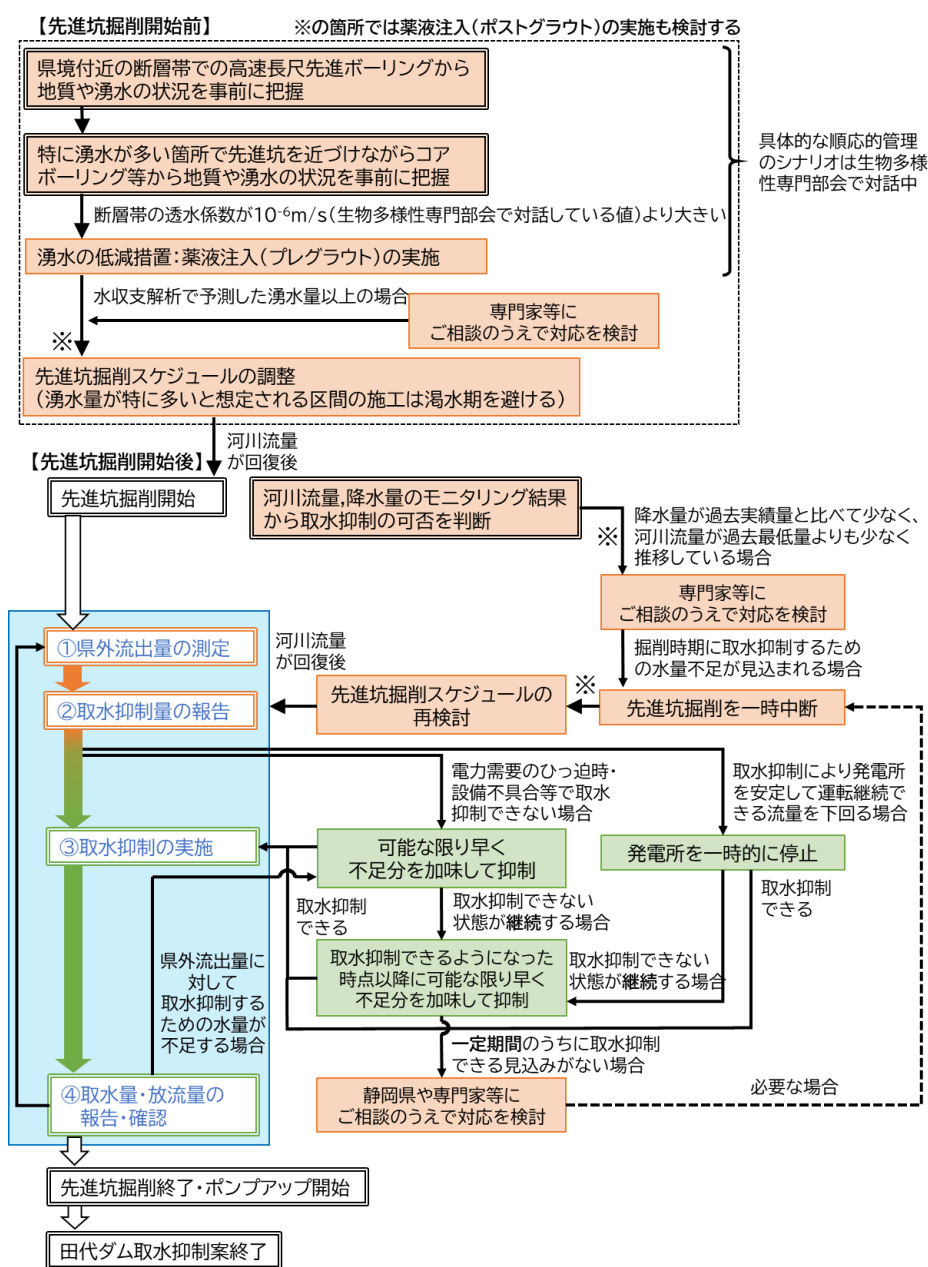 【先進坑掘削開始前】
※の箇所では薬液注入(ポストグラウト)の実施も検討する
県境付近の断層帯での高速長尺先進ボーリングから
地質や湧水の状況を事前に把握
特に湧水が多い箇所で先進坑を近づけながらコア
ボーリング等から地質や湧水の状況を事前に把握
具体的な順応的管理
のシナリオは生物多様
性専門部会で対話中
断層帯の透水係数が10⁻⁶m/s(生物多様性専門部会で対話している値)より大きい
湧水の低減措置:薬液注入(プレグラウト)の実施
水収支解析で予測した湧水量以上の場合
専門家等に
ご相談のうえで対応を検討
※
先進坑掘削スケジュールの調整
(湧水量が特に多いと想定される区間の施工は渇水期を避ける)
河川流量
が回復後
【先進坑掘削開始後】
先進坑掘削開始
河川流量,降水量のモニタリング結果
から取水抑制の可否を判断
※
降水量が過去実績量と比べて少なく、
河川流量が過去最低量よりも少なく
推移している場合
専門家等に
ご相談のうえで対応を検討
掘削時期に取水抑制するため
の水量不足が見込まれる場合
①県外流出量の測定
河川流量
が回復後
②取水抑制量の報告
先進坑掘削スケジュールの
再検討
※
先進坑掘削を一時中断
電力需要のひっ迫時・
設備不具合等で取水
抑制できない場合
取水抑制により発電所
を安定して運転継続で
きる流量を下回る場合
③取水抑制の実施
可能な限り早く
不足分を加味して抑制
発電所を一時的に停止
取水抑制
できる
取水抑制できない
状態が継続する場合
取水抑制
できる
県外流出量に
対して
取水抑制する
ための水量が
不足する場合
取水抑制できるようになった
時点以降に可能な限り早く
不足分を加味して抑制
取水抑制できない
状態が継続する場合
一定期間のうちに取水抑制
できる見込みがない場合
④取水量・放流量の
報告・確認
静岡県や専門家等に
ご相談のうえで対応を検討
必要な場合
先進坑掘削終了・ポンプアップ開始
田代ダム取水抑制案終了